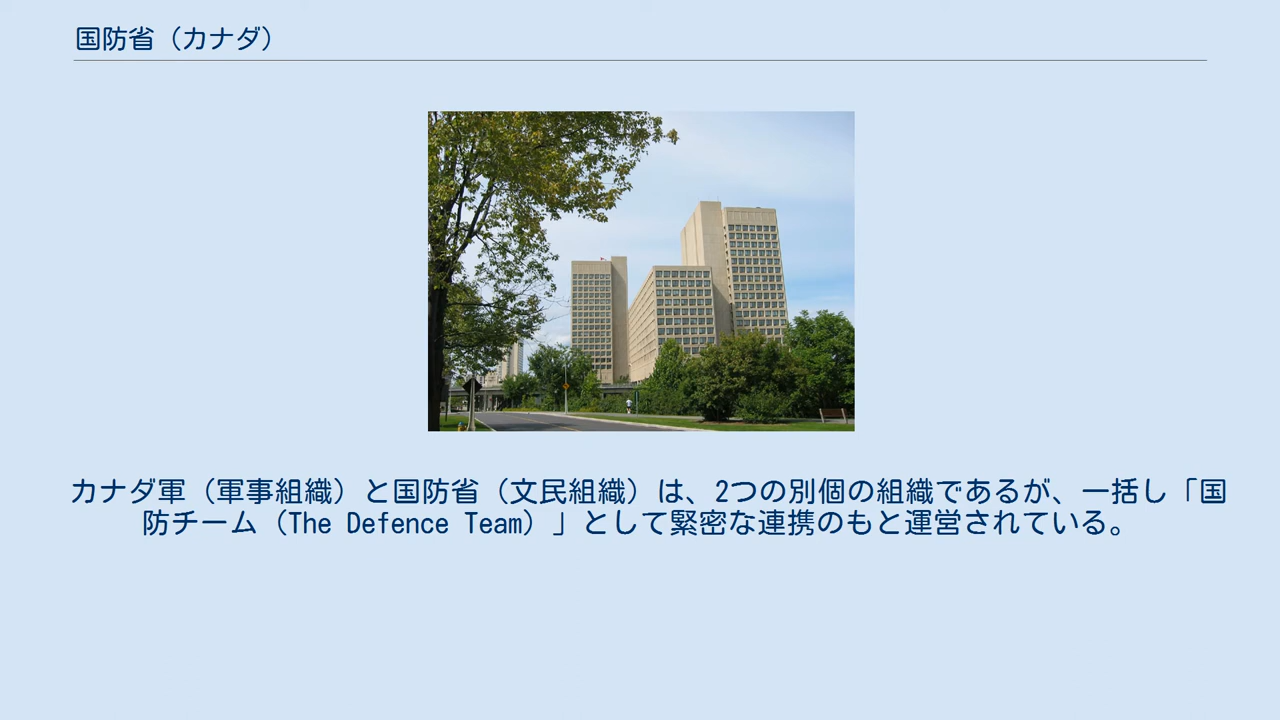 国防省（カナダ）
カナダ軍（軍事組織）と国防省（文民組織）は、2つの別個の組織であるが、一括し「国
防チーム（The Defence Team）」として緊密な連携のもと運営されている。